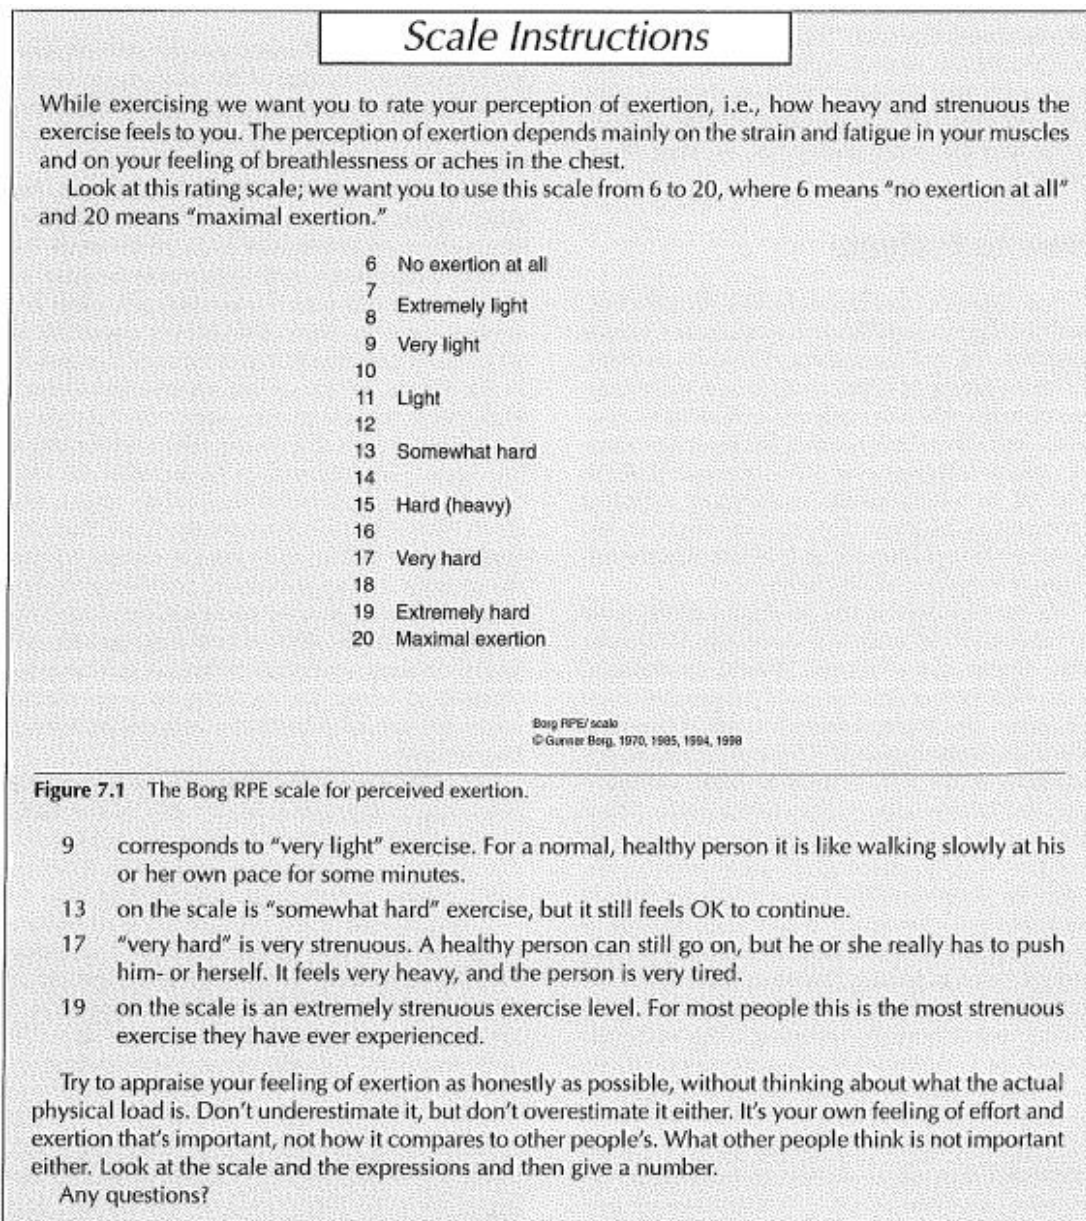 Scale Instructions
While exercising we want you to rate your perception of exertion, i.e., how heavy and strenuous the
exercise feels to you. The perception of exertion depends mainly on the strain and fatigue in your muscles
and on your feeling of breathlessness or aches in the chest.
Look at this rating scale; we want you to use this scale from 6 to 20, where 6 means "no exertion at all"
and 20 means "maximal exertion."
6 No exertion at all
7
Extremely light
8
9 Very light
10
11 Light
12
13 Somewhat hard
14
15 Hard (heavy)
16
17 Very hard
18
19 Extremely hard
20 Maximal exertion
Borg RPE/ scale
© Gunnar Borg, 1970, 1985, 1994, 1998
Figure 7.1 The Borg RPE scale for perceived exertion.
9 corresponds to "very light" exercise. For a normal, healthy person it is like walking slowly at his
or her own pace for some minutes.
13 on the scale is "somewhat hard" exercise, but it still feels OK to continue.
17 "very hard" is very strenuous. A healthy person can still go on, but he or she really has to push
him- or herself. It feels very heavy, and the person is very tired.
19 on the scale is an extremely strenuous exercise level. For most people this is the most strenuous
exercise they have ever experienced.
Try to appraise your feeling of exertion as honestly as possible, without thinking about what the actual
physical load is. Don't underestimate it, but don't overestimate it either. It's your own feeling of effort and
exertion that's important, not how it compares to other people's. What other people think is not important
either. Look at the scale and the expressions and then give a number.
Any questions?